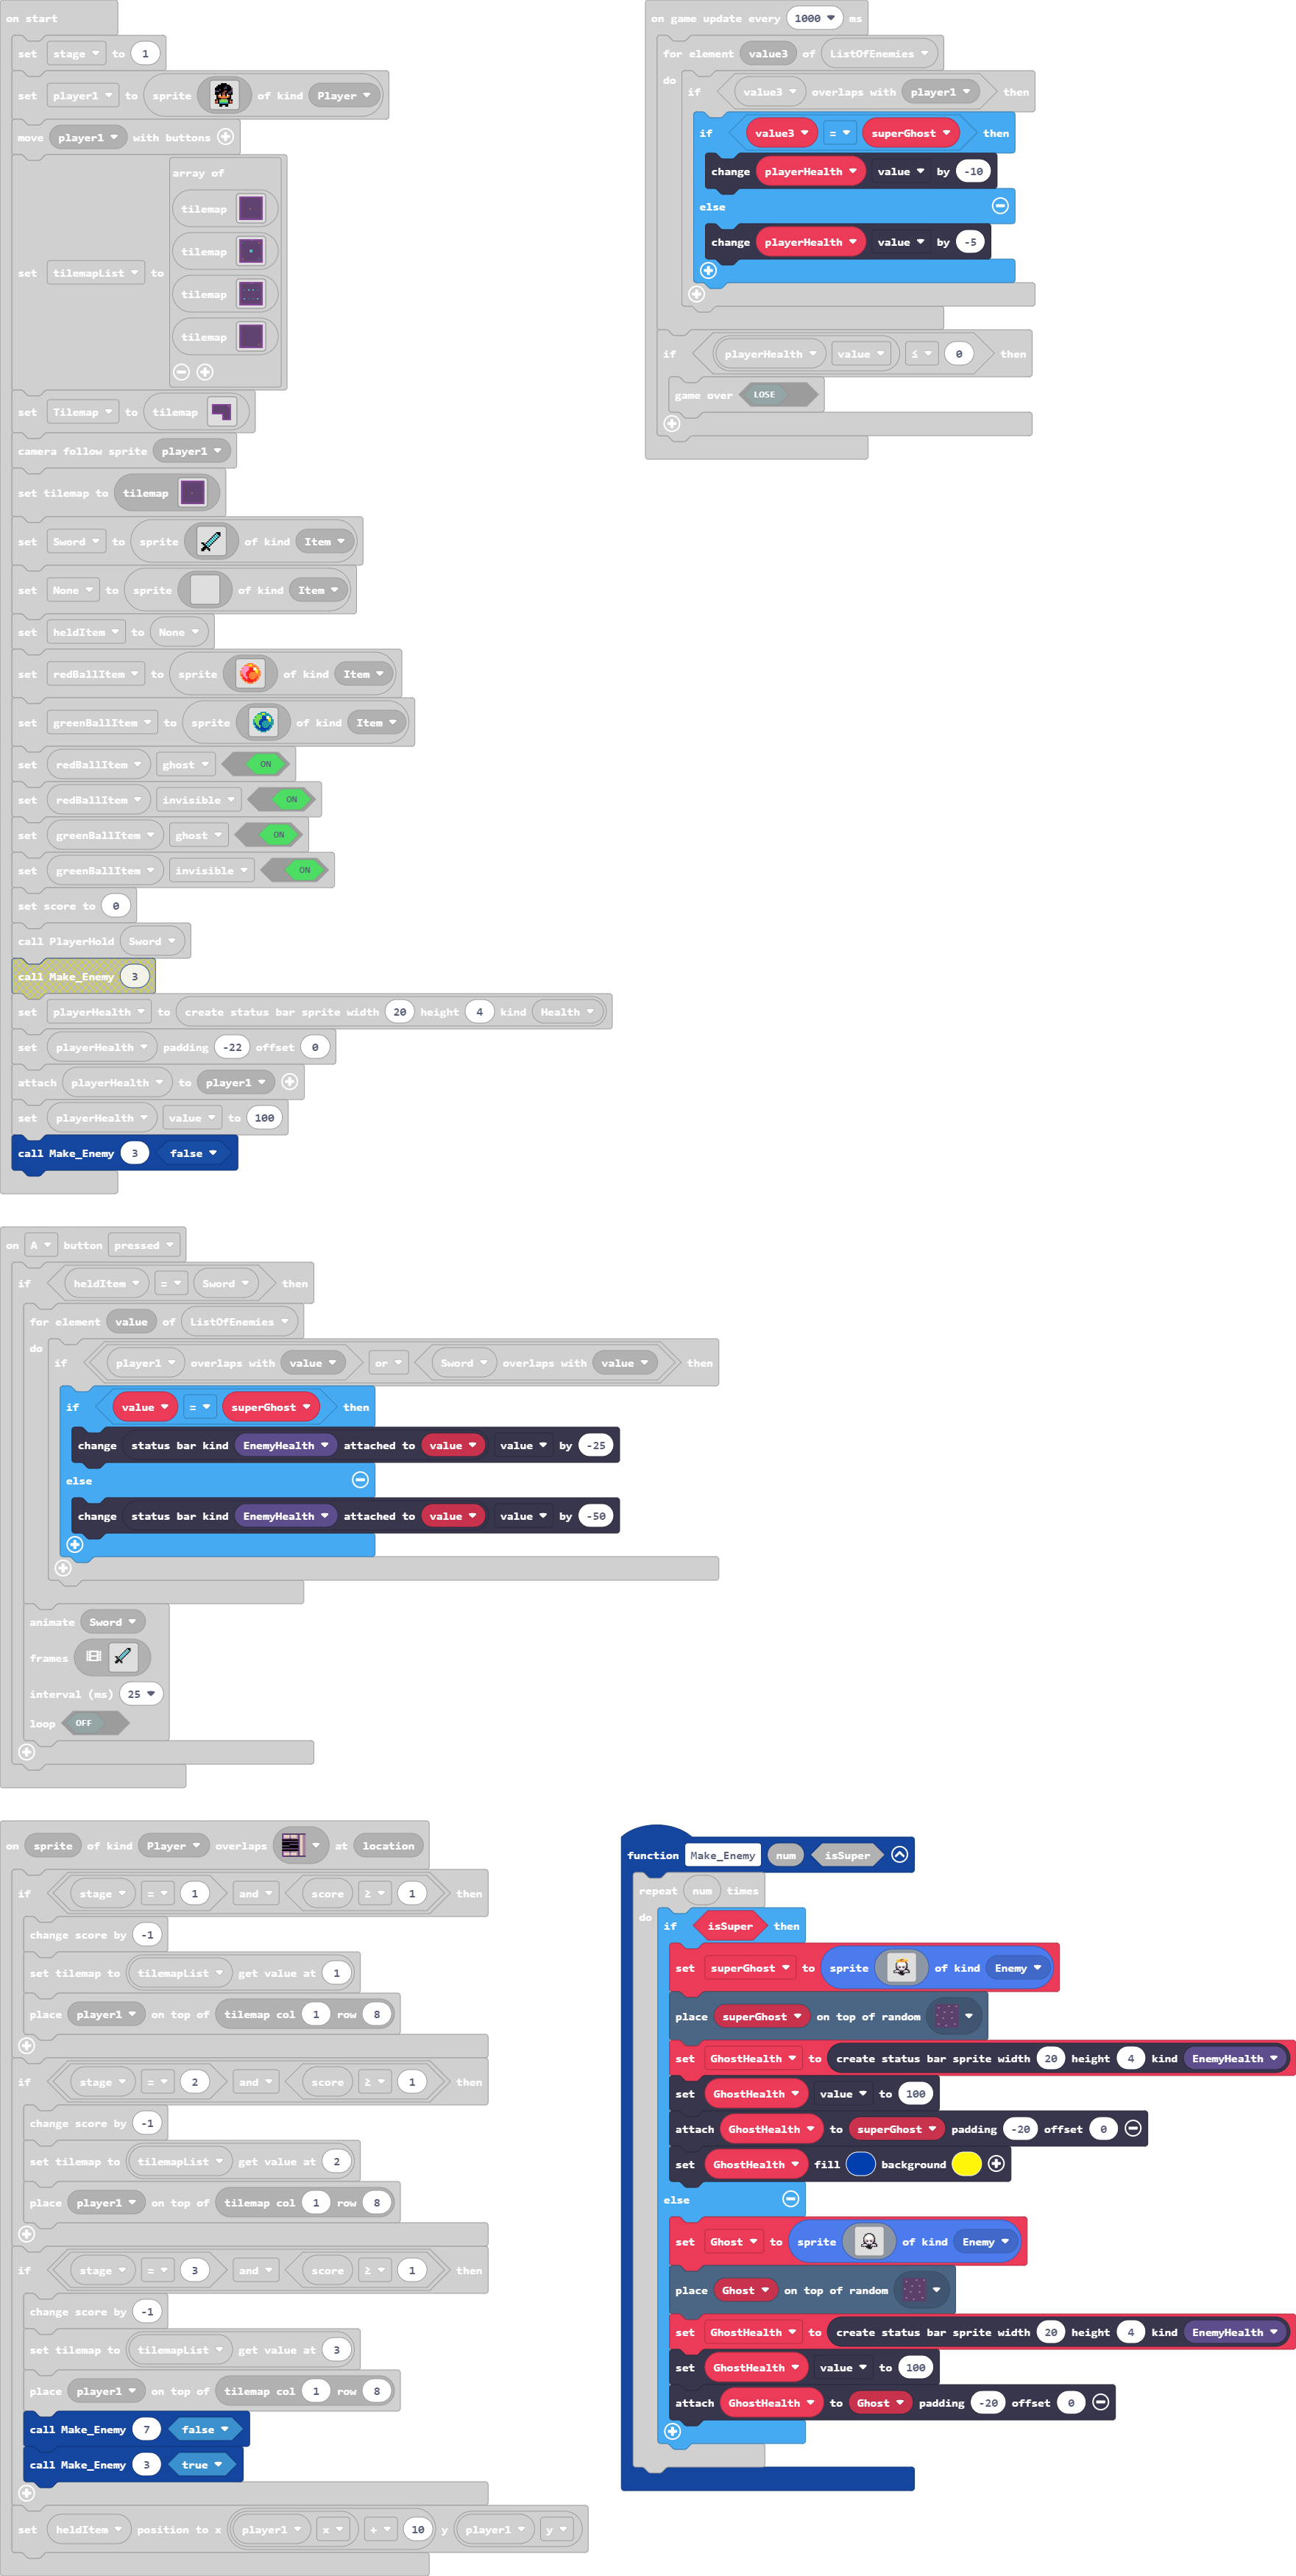 on start
set stage to 1
set player1 to sprite of kind Player
move player1 with buttons
set tilemapList to array of
tilemap
tilemap
tilemap
tilemap
set Tilemap to tilemap
camera follow sprite player1
set tilemap to tilemap
set Sword to sprite of kind Item
set None to sprite of kind Item
set heldItem to None
set redBallItem to sprite of kind Item
set greenBallItem to sprite of kind Item
set redBallItem ghost ON
set redBallItem invisible ON
set greenBallItem ghost ON
set greenBallItem invisible ON
set score to 0
call PlayerHold Sword
call Make_Enemy 3
set playerHealth to create status bar sprite width 20 height 4 kind Health
set playerHealth padding -22 offset 0
attach playerHealth to player1
set playerHealth value to 100
call Make_Enemy 3 false
on game update every 1000 ms
for element value3 of ListOfEnemies
do
if value3 overlaps with player1 then
if value3 = superGhost then
change playerHealth value by -10
else
change playerHealth value by -5
if playerHealth value ≤ 0 then
game over LOSE
on A button pressed
if heldItem = Sword then
for element value of ListOfEnemies
do
if player1 overlaps with value or Sword overlaps with value then
if value = superGhost then
change status bar kind EnemyHealth attached to value value by -25
else
change status bar kind EnemyHealth attached to value value by -50
animate Sword
frames
interval (ms) 25
loop OFF
on sprite of kind Player overlaps at location
if stage = 1 and score ≥ 1 then
change score by -1
set tilemap to tilemapList get value at 1
place player1 on top of tilemap col 1 row 8
if stage = 2 and score ≥ 1 then
change score by -1
set tilemap to tilemapList get value at 2
place player1 on top of tilemap col 1 row 8
if stage = 3 and score ≥ 1 then
change score by -1
set tilemap to tilemapList get value at 3
place player1 on top of tilemap col 1 row 8
call Make_Enemy 7 false
call Make_Enemy 3 true
set heldItem position to x player1 x + 10 y player1 y
function Make_Enemy num isSuper
repeat num times
do
if isSuper then
set superGhost to sprite of kind Enemy
place superGhost on top of random
set GhostHealth to create status bar sprite width 20 height 4 kind EnemyHealth
set GhostHealth value to 100
attach GhostHealth to superGhost padding -20 offset 0
set GhostHealth fill background
else
set Ghost to sprite of kind Enemy
place Ghost on top of random
set GhostHealth to create status bar sprite width 20 height 4 kind EnemyHealth
set GhostHealth value to 100
attach GhostHealth to Ghost padding -20 offset 0